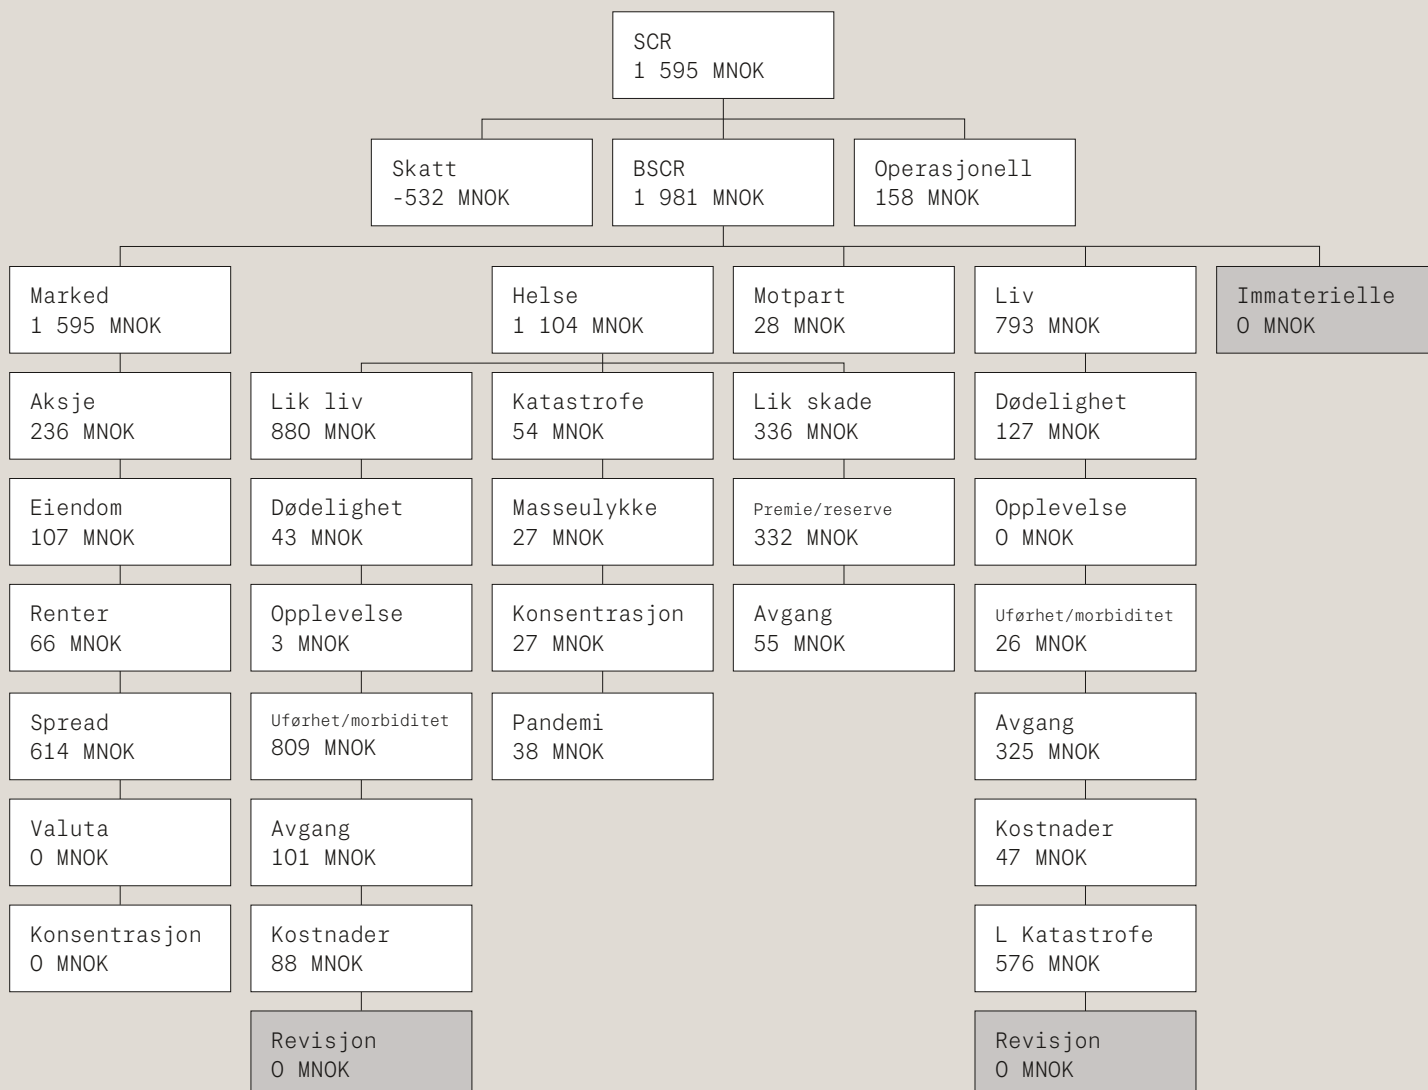 SCR
1 595 MNOK
Skatt
-532 MNOK
BSCR
1 981 MNOK
Operasjonell
158 MNOK
Marked
1 595 MNOK
Helse
1 104 MNOK
Motpart
28 MNOK
Liv
793 MNOK
Immaterielle
0 MNOK
Aksje
236 MNOK
Lik liv
880 MNOK
Katastrofe
54 MNOK
Lik skade
336 MNOK
Dødelighet
127 MNOK
Eiendom
107 MNOK
Dødelighet
43 MNOK
Masseulykke
27 MNOK
Premie/reserve
332 MNOK
Opplevelse
0 MNOK
Renter
66 MNOK
Opplevelse
3 MNOK
Konsentrasjon
27 MNOK
Avgang
55 MNOK
Uførhet/morbiditet
26 MNOK
Spread
614 MNOK
Uførhet/morbiditet
809 MNOK
Pandemi
38 MNOK
Avgang
325 MNOK
Valuta
0 MNOK
Avgang
101 MNOK
Kostnader
47 MNOK
Konsentrasjon
0 MNOK
Kostnader
88 MNOK
L Katastrofe
576 MNOK
Revisjon
0 MNOK
Revisjon
0 MNOK